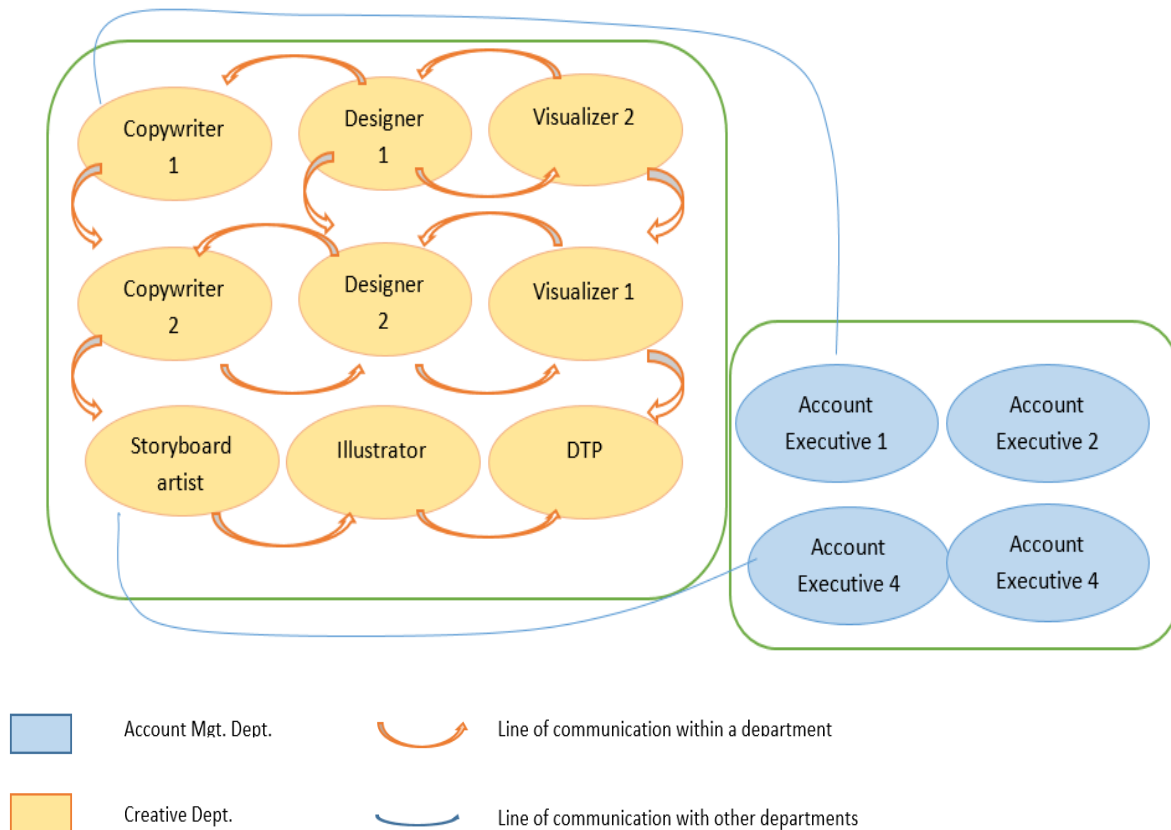 Copywriter
1
Designer
1
Visualizer 2
Copywriter
2
Designer
2
Visualizer 1
Storyboard
artist
Illustrator
DTP
Account
Executive 1
Account
Executive 2
Account
Executive 4
Account
Executive 4
Account Mgt. Dept.
Line of communication within a department
Creative Dept.
Line of communication with other departments